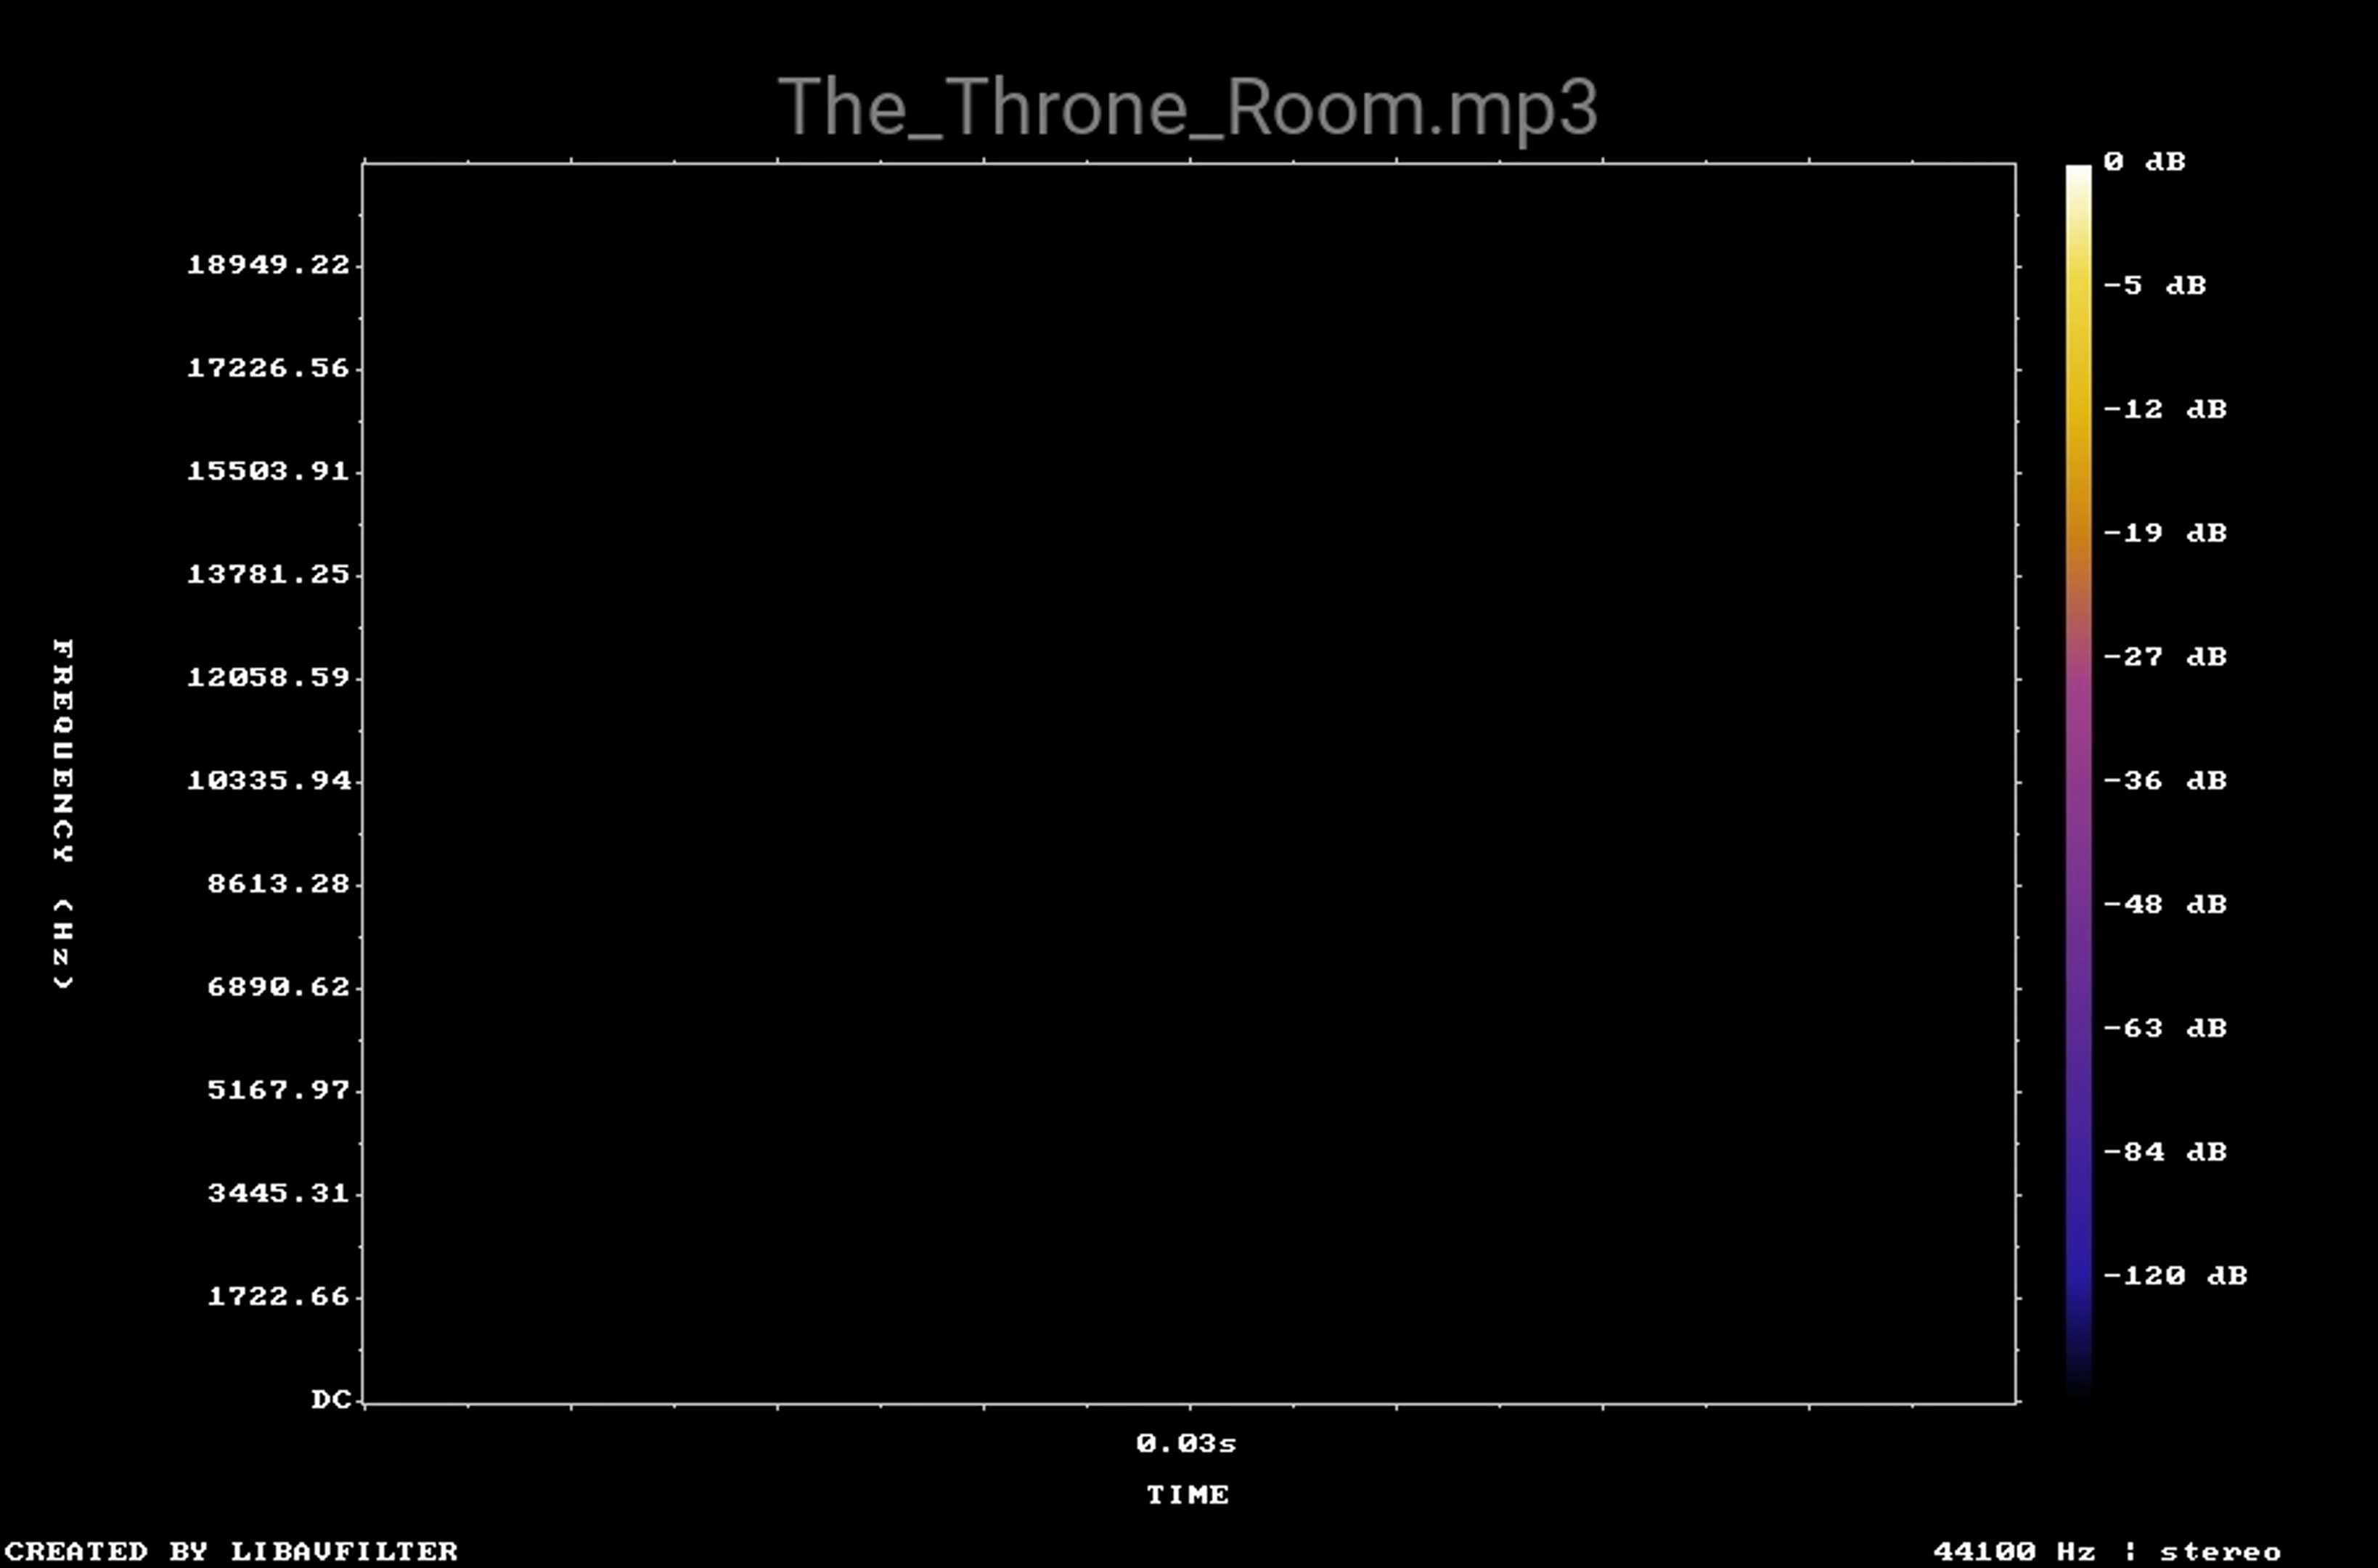 The_Throne_Room.mp3
0 dB
18949.22
-5 dB
17226.56
-12 dB
15503.91
-19 dB
13781.25
-27 dB
12058.59
10335.94
-36 dB
8613.28
-48 dB
6890.62
-63 dB
5167.97
-84 dB
3445.31
-120 dB
1722.66
DC
FREQUENCY (Hz)
0.03s
TIME
CREATED BY LIBAVFILTER
44100 Hz | stereo